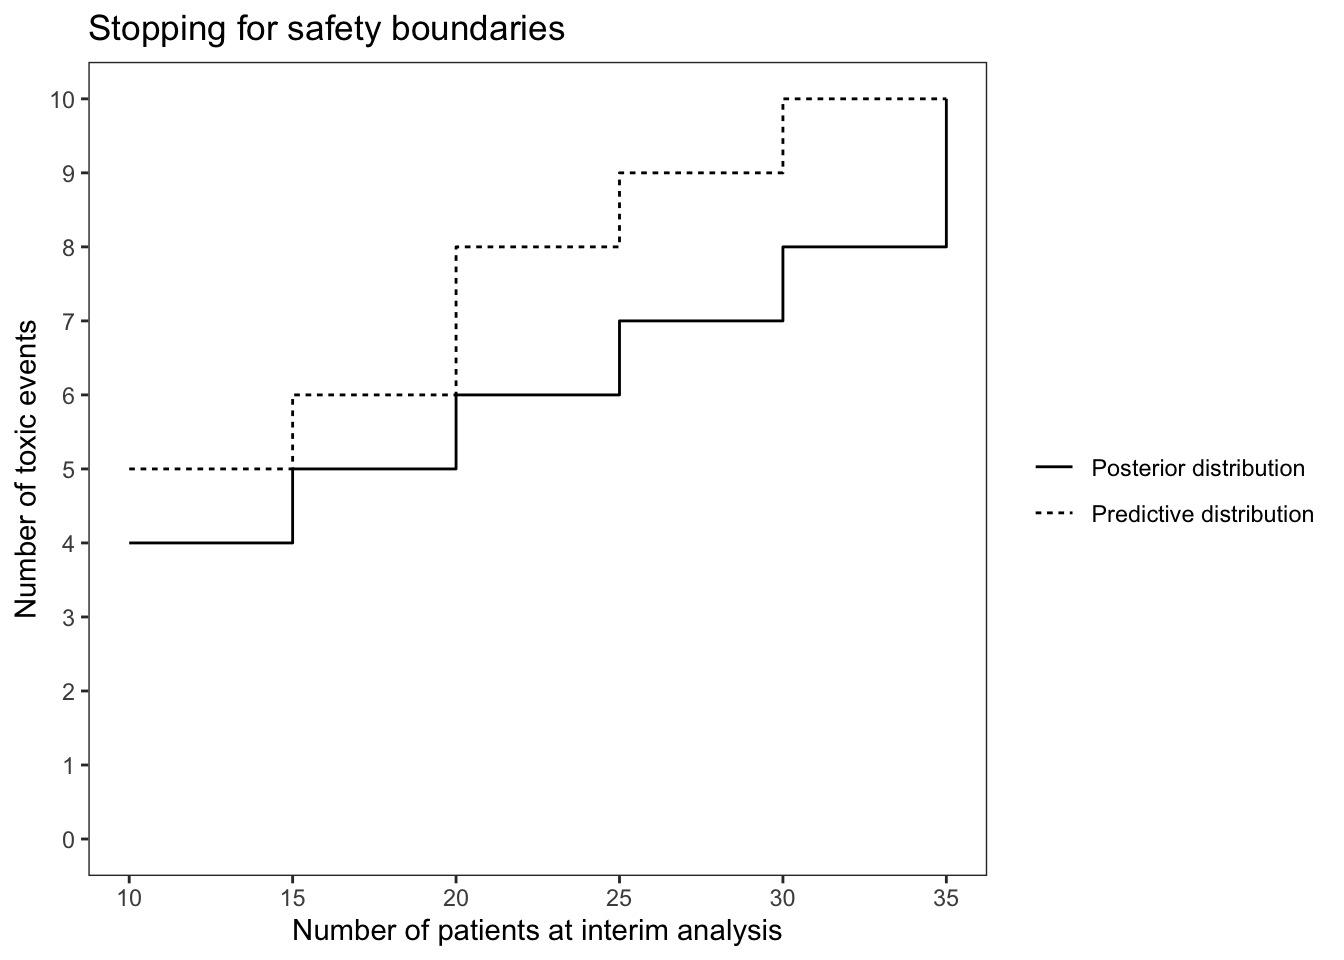 Stopping for safety boundaries
10
9
8
7
6
5
4
3
2
1
0
Number of toxic events
10 15 20 25 30 35
Number of patients at interim analysis
Posterior distribution
Predictive distribution